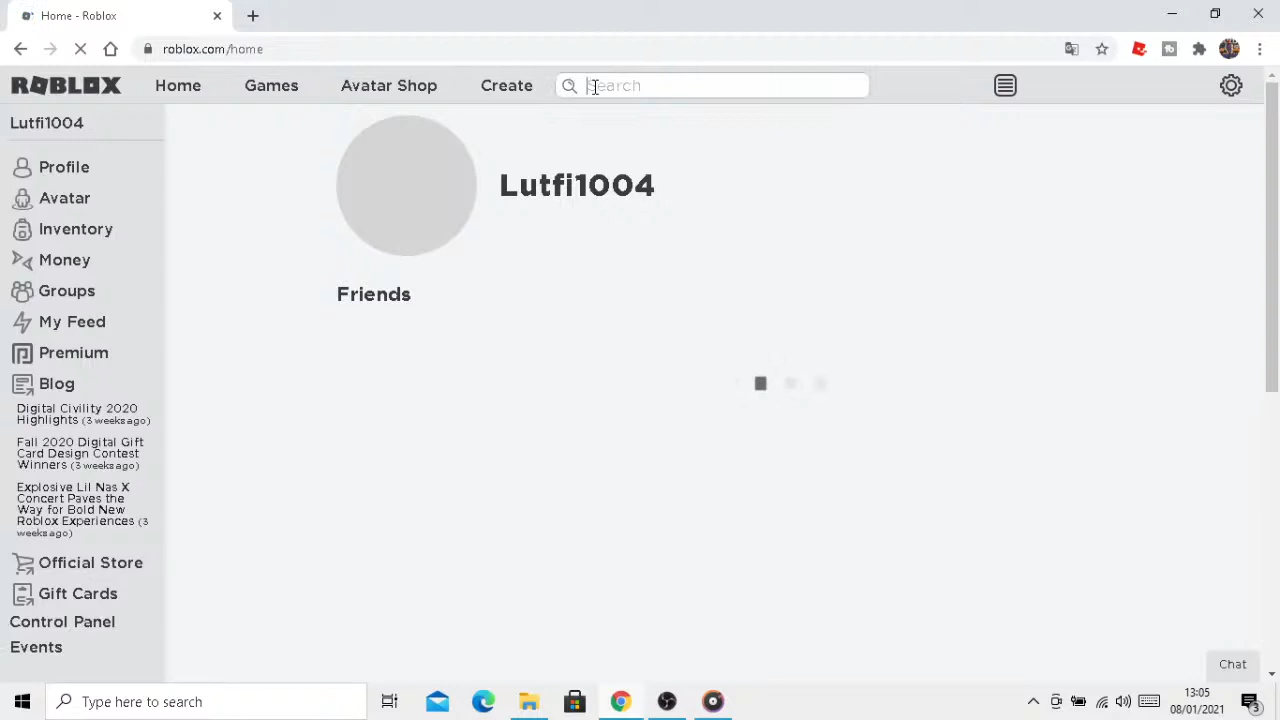 Home - Roblox
roblox.com/home
ROBLOX
Home
Games
Avatar Shop
Create
Search
Lutfi1004
Profile
Avatar
Inventory
Money
Groups
My Feed
Premium
Blog
Digital Civility 2020
Highlights (3 weeks ago)
Fall 2020 Digital Gift
Card Design Contest
Winners (3 weeks ago)
Explosive Lil Nas X
Concert Paves the
Way for Bold New
Roblox Experiences (3
weeks ago)
Official Store
Gift Cards
Control Panel
Events
Lutfi1004
Friends
Chat
Type here to search
13:05
08/01/2021
3